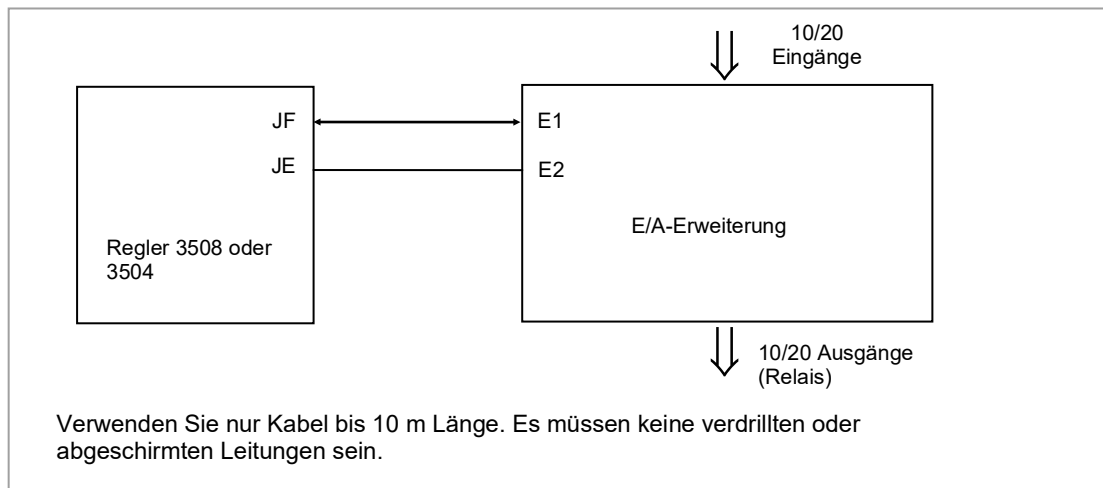 10/20
Eingänge
JF
E1
JE
E2
E/A-Erweiterung
Regler 3508 oder
3504
10/20 Ausgänge
(Relais)
Verwenden Sie nur Kabel bis 10 m Länge. Es müssen keine verdrillten oder
abgeschirmten Leitungen sein.